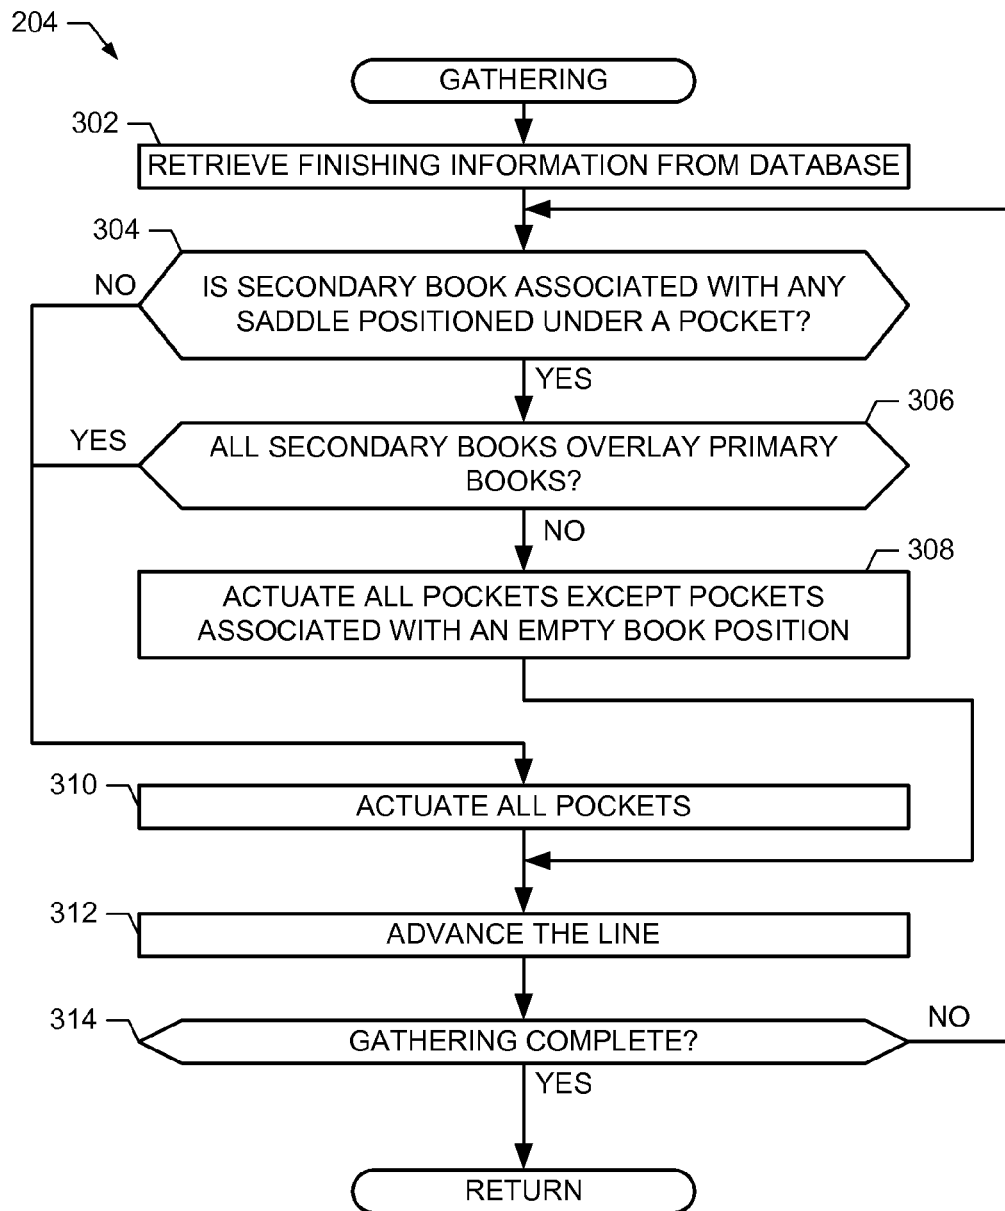 204
GATHERING
302
RETRIEVE FINISHING INFORMATION FROM DATABASE
304
NO
IS SECONDARY BOOK ASSOCIATED WITH ANY
SADDLE POSITIONED UNDER A POCKET?
YES
306
YES
ALL SECONDARY BOOKS OVERLAY PRIMARY
BOOKS?
NO
308
ACTUATE ALL POCKETS EXCEPT POCKETS
ASSOCIATED WITH AN EMPTY BOOK POSITION
310
ACTUATE ALL POCKETS
312
ADVANCE THE LINE
314
GATHERING COMPLETE?
NO
YES
RETURN